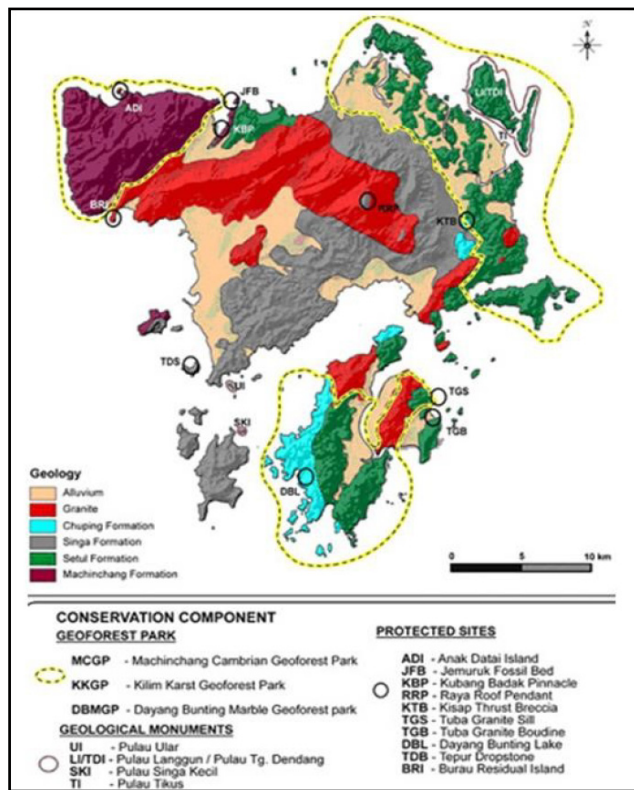 N
JFB
ADI
LI/TDI
KBP
TI
BRI
RRP
KTB
TDS
UI
TGS
SKI
TGB
DBL
Geology
Alluvium
Granite
Chuping Formation
Singa Formation
Setul Formation
Machinchang Formation
0 5 10 km
CONSERVATION COMPONENT
GEOFOREST PARK
MCGP - Machinchang Cambrian Geoforest Park
KKGP - Kilim Karst Geoforest Park
DBMGP - Dayang Bunting Marble Geoforest park
GEOLOGICAL MONUMENTS
UI - Pulau Ular
LI/TDI - Pulau Langgun / Pulau Tg. Dendang
SKI - Pulau Singa Kecil
TI - Pulau Tikus
PROTECTED SITES
ADI - Anak Datai Island
JFB - Jemuruk Fossil Bed
KBP - Kubang Badak Pinnacle
RRP - Raya Roof Pendant
KTB - Kisap Thrust Breccia
TGS - Tuba Granite Sill
TGB - Tuba Granite Boudine
DBL - Dayang Bunting Lake
TDB - Tepur Dropstone
BRI - Burau Residual Island